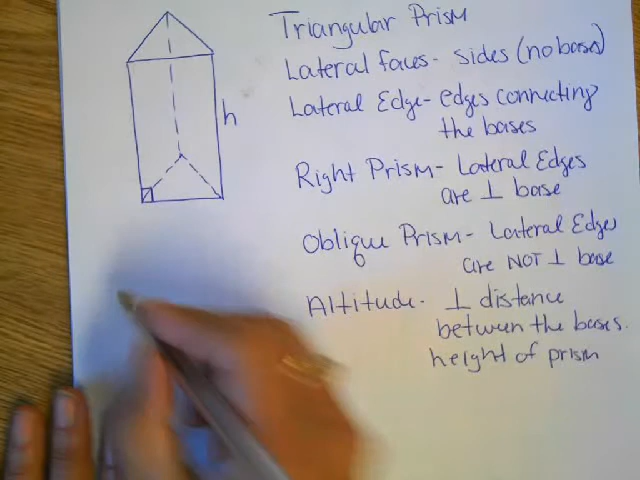 Triangular Prism
Lateral faces- sides (no bases)
Lateral Edge- edges connecting
the bases
h
Right Prism- Lateral Edges
are ⊥ base
Oblique Prism- Lateral Edges
are NOT ⊥ base
Altitude- ⊥ distance
between the bases.
height of prism